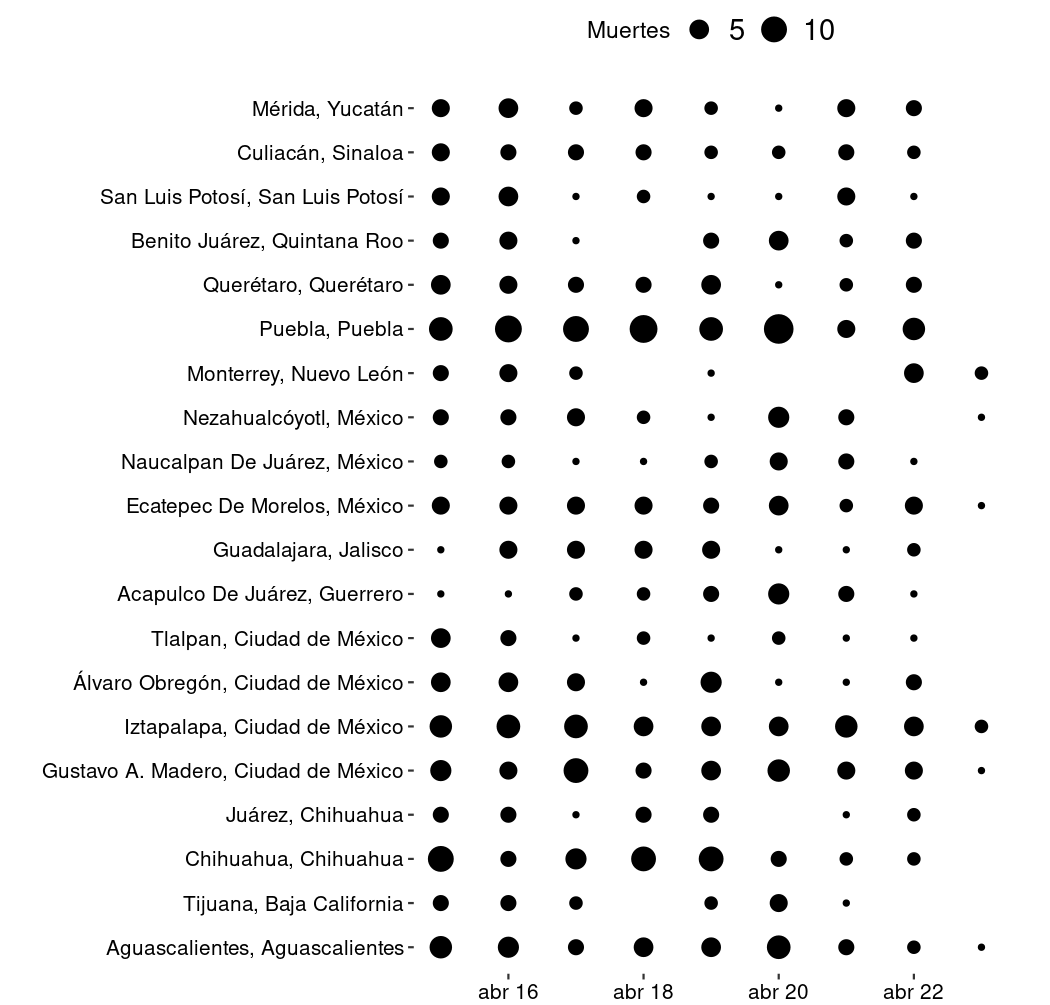 Muertes 5 10
Mérida, Yucatán
Culiacán, Sinaloa
San Luis Potosí, San Luis Potosí
Benito Juárez, Quintana Roo
Querétaro, Querétaro
Puebla, Puebla
Monterrey, Nuevo León
Nezahualcóyotl, México
Naucalpan De Juárez, México
Ecatepec De Morelos, México
Guadalajara, Jalisco
Acapulco De Juárez, Guerrero
Tlalpan, Ciudad de México
Álvaro Obregón, Ciudad de México
Iztapalapa, Ciudad de México
Gustavo A. Madero, Ciudad de México
Juárez, Chihuahua
Chihuahua, Chihuahua
Tijuana, Baja California
Aguascalientes, Aguascalientes
abr 16 abr 18 abr 20 abr 22